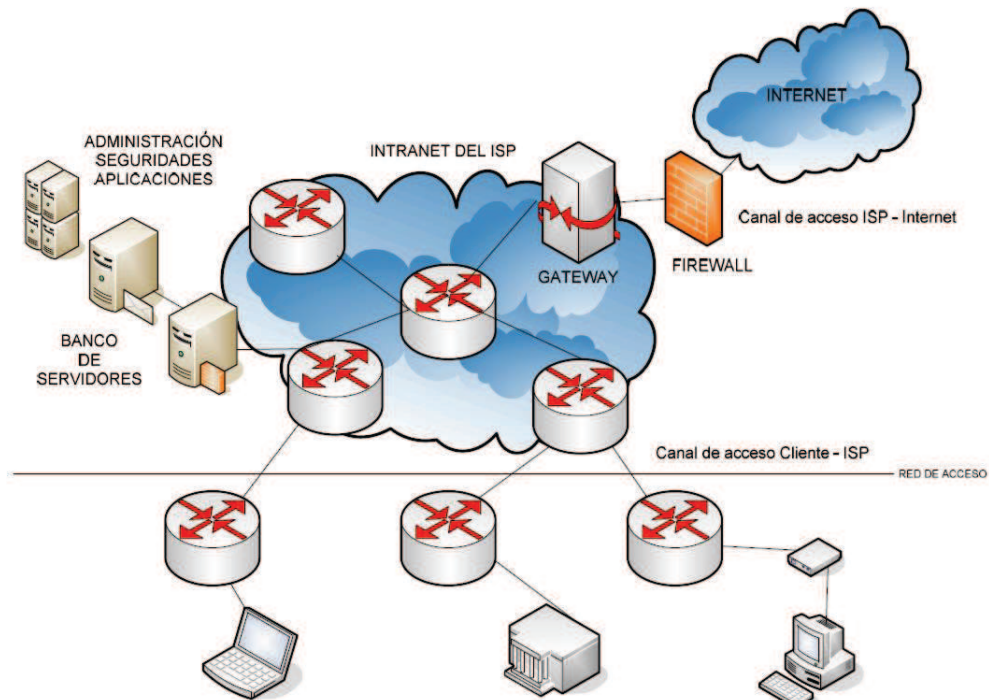 INTERNET
ADMINISTRACIÓN
SEGURIDADES
APLICACIONES
INTRANET DEL ISP
Canal de acceso ISP - Internet
GATEWAY
FIREWALL
BANCO
DE
SERVIDORES
Canal de acceso Cliente - ISP
RED DE ACCESO